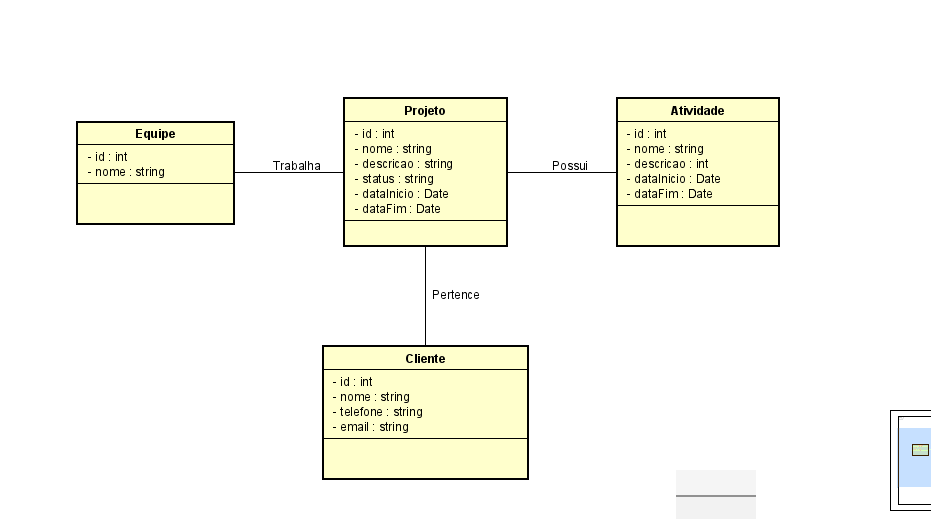 Equipe
- id : int
- nome : string
Trabalha
Projeto
- id : int
- nome : string
- descricao : string
- status : string
- dataInicio : Date
- dataFim : Date
Possui
Atividade
- id : int
- nome : string
- descricao : int
- dataInicio : Date
- dataFim : Date
Pertence
Cliente
- id : int
- nome : string
- telefone : string
- email : string